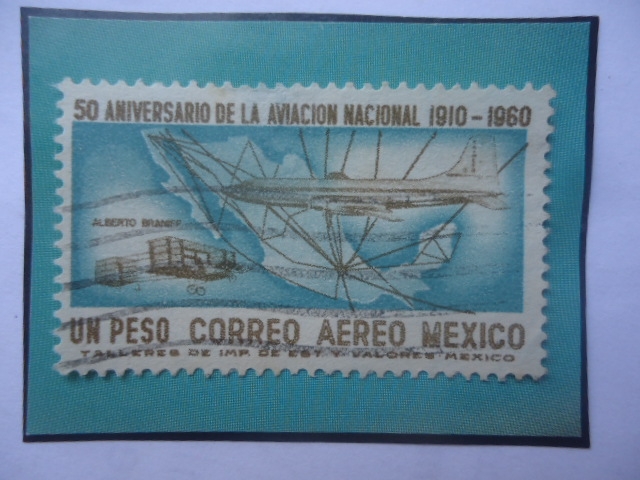 50 ANIVERSARIO DE LA AVIACION NACIONAL 1910-1960
ALBERTO BRANIFF
UN PESO CORREO AEREO MEXICO
TALLERES DE IMP. DE EST. Y VALORES MEXICO